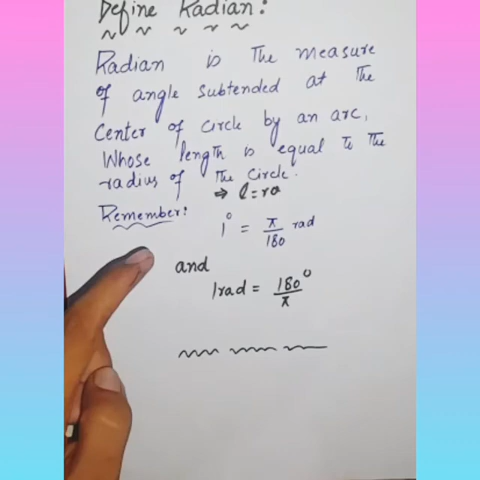 Define Radian:
Radian is The measure
of angle subtended at The
Center of circle by an arc,
Whose length is equal to the
radius of The Circle.
⇒ l=rθ
Remember:
1° = π/180 rad
and
1rad = 180°/π